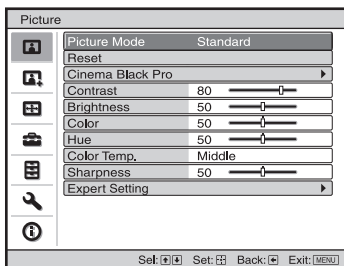 Picture
Picture Mode Standard
Reset
Cinema Black Pro
Contrast 80
Brightness 50
Color 50
Hue 50
Color Temp. Middle
Sharpness 50
Expert Setting
Sel: Set: Back: Exit: MENU